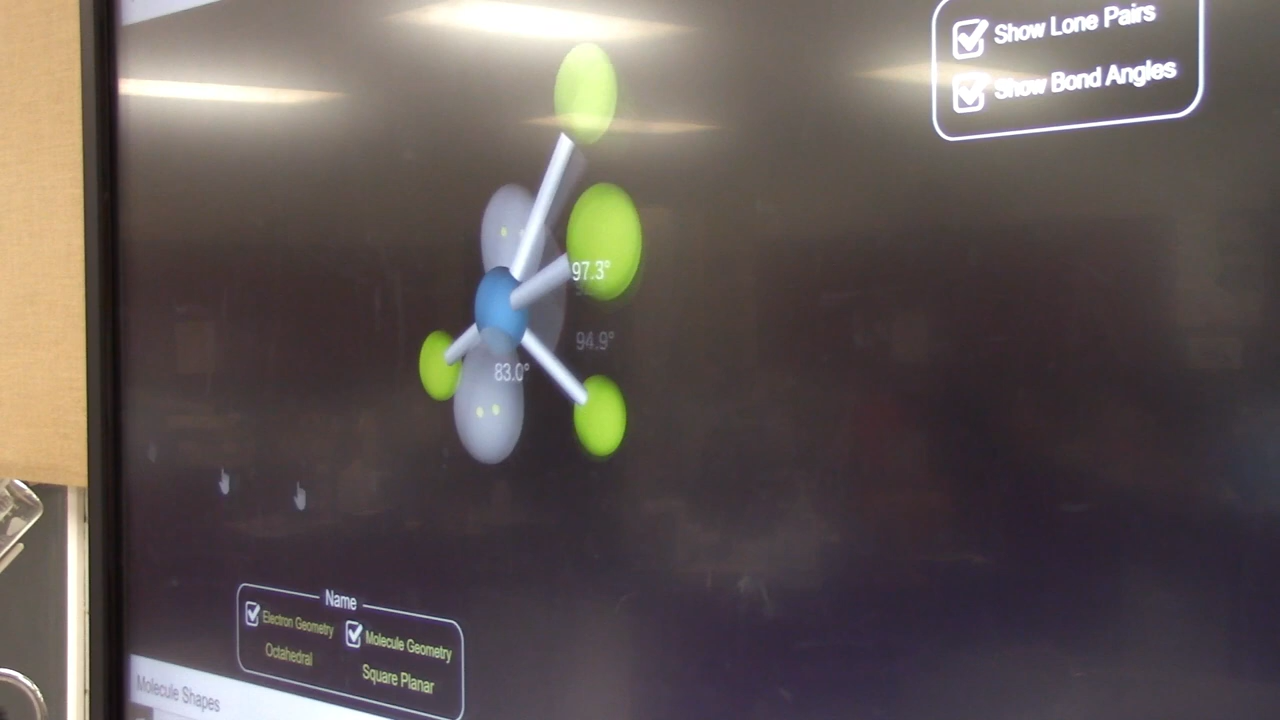 Show Lone Pairs
Show Bond Angles
97.3°
94.9°
83.0°
Name
Electron Geometry
Molecule Geometry
Octahedral
Square Planar
Molecule Shapes